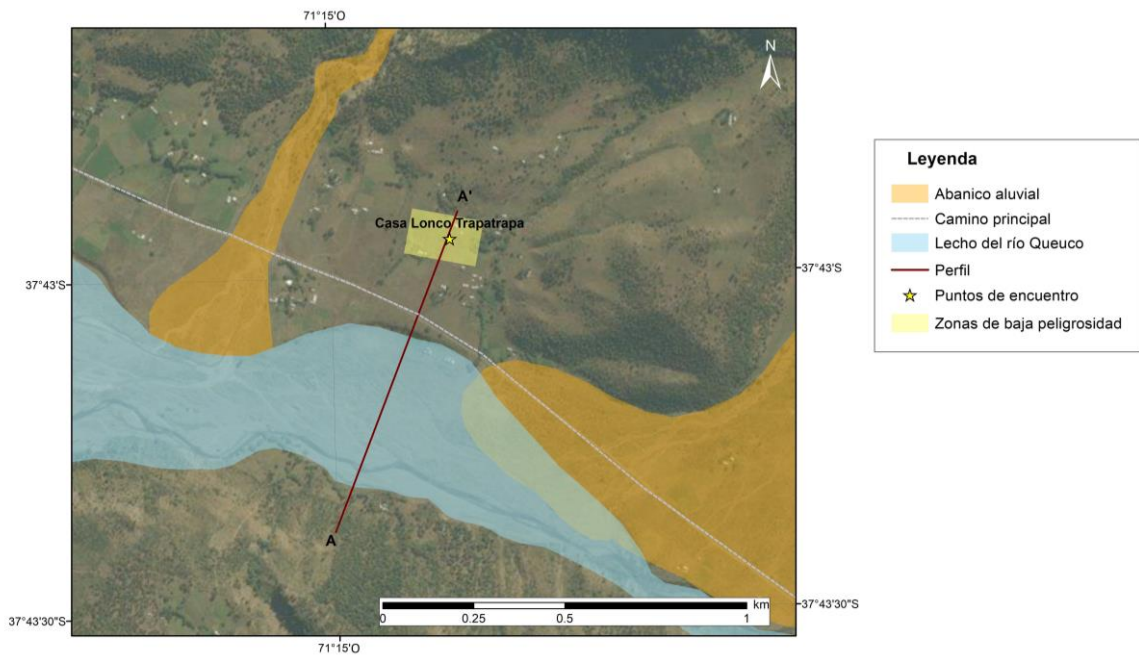 71°15'O
N
Leyenda
Abanico aluvial
Camino principal
Lecho del río Queuco
Perfil
Puntos de encuentro
Zonas de baja peligrosidad
A'
Casa Lonco Trapatrapa
37°43'S
37°43'S
A
km
0
0.25
0.5
1
37°43'30"S
37°43'30"S
71°15'O